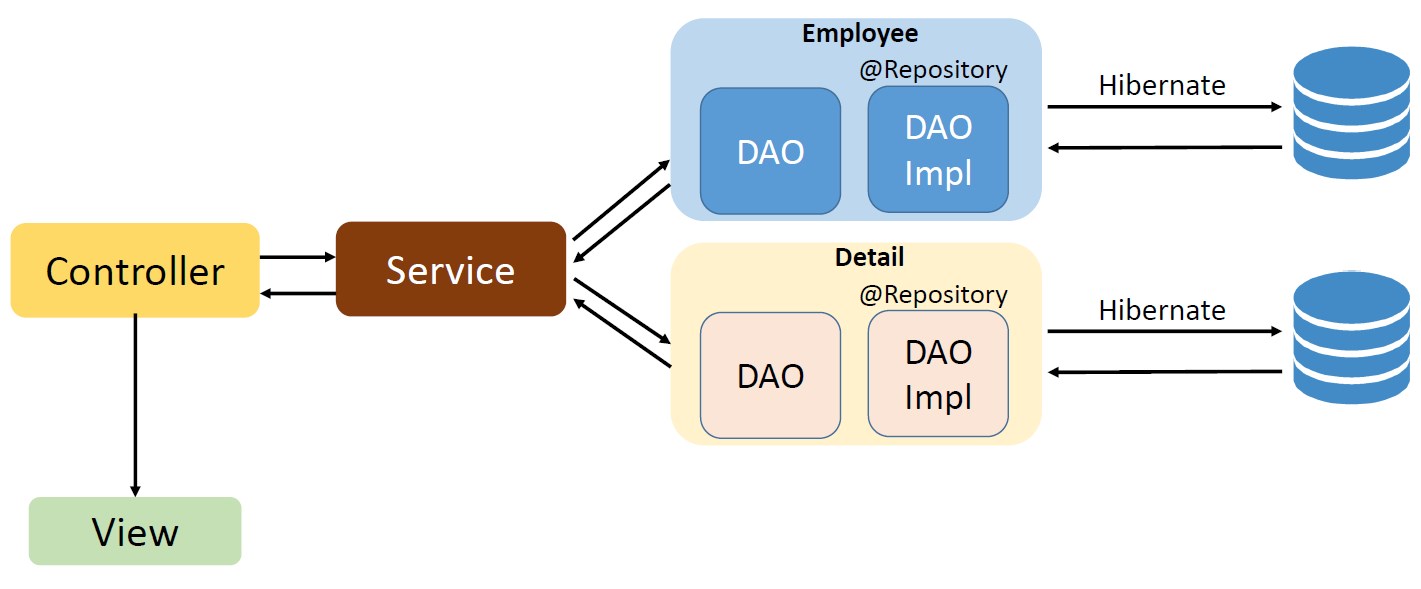 Employee
@Repository
DAO
DAO
Impl
Hibernate
Controller
Service
Detail
@Repository
DAO
DAO
Impl
Hibernate
View